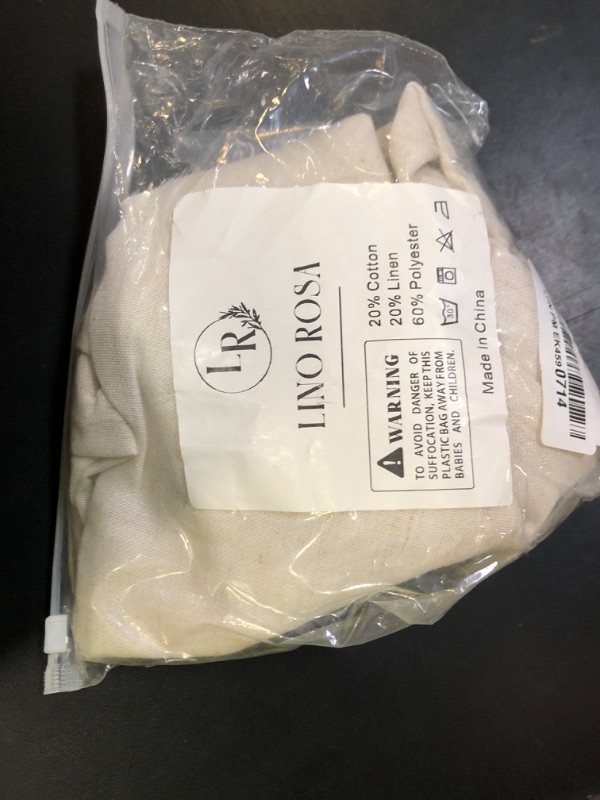 LR
LINO ROSA
20% Cotton
20% Linen
60% Polyester
30°
WARNING
TO AVOID DANGER OF
SUFFOCATION, KEEP THIS
PLASTIC BAG AWAY FROM
BABIES AND CHILDREN.
Made in China
0714